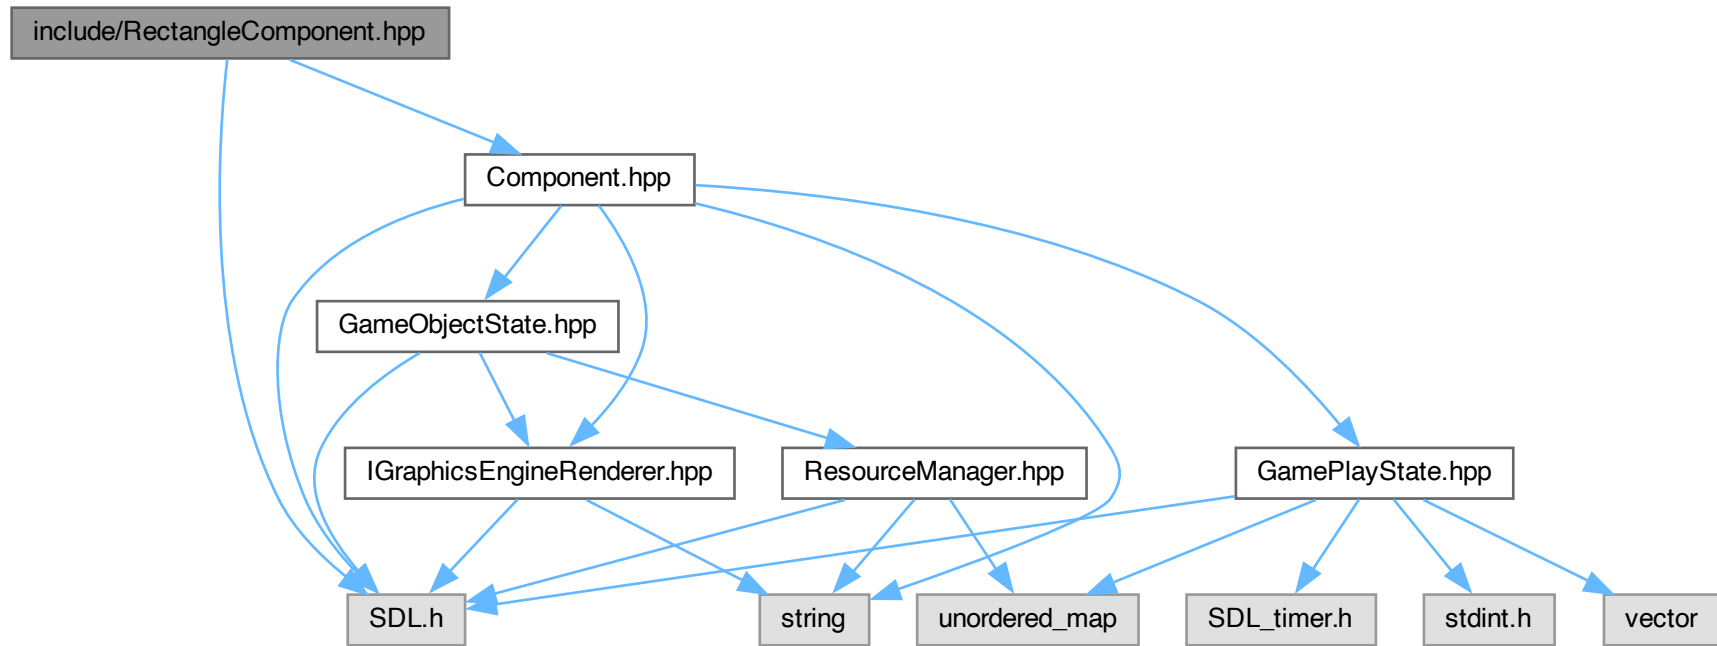 include/RectangleComponent.hpp
Component.hpp
GameObjectState.hpp
IGraphicsEngineRenderer.hpp
ResourceManager.hpp
GamePlayState.hpp
SDL.h
string
unordered_map
SDL_timer.h
stdint.h
vector